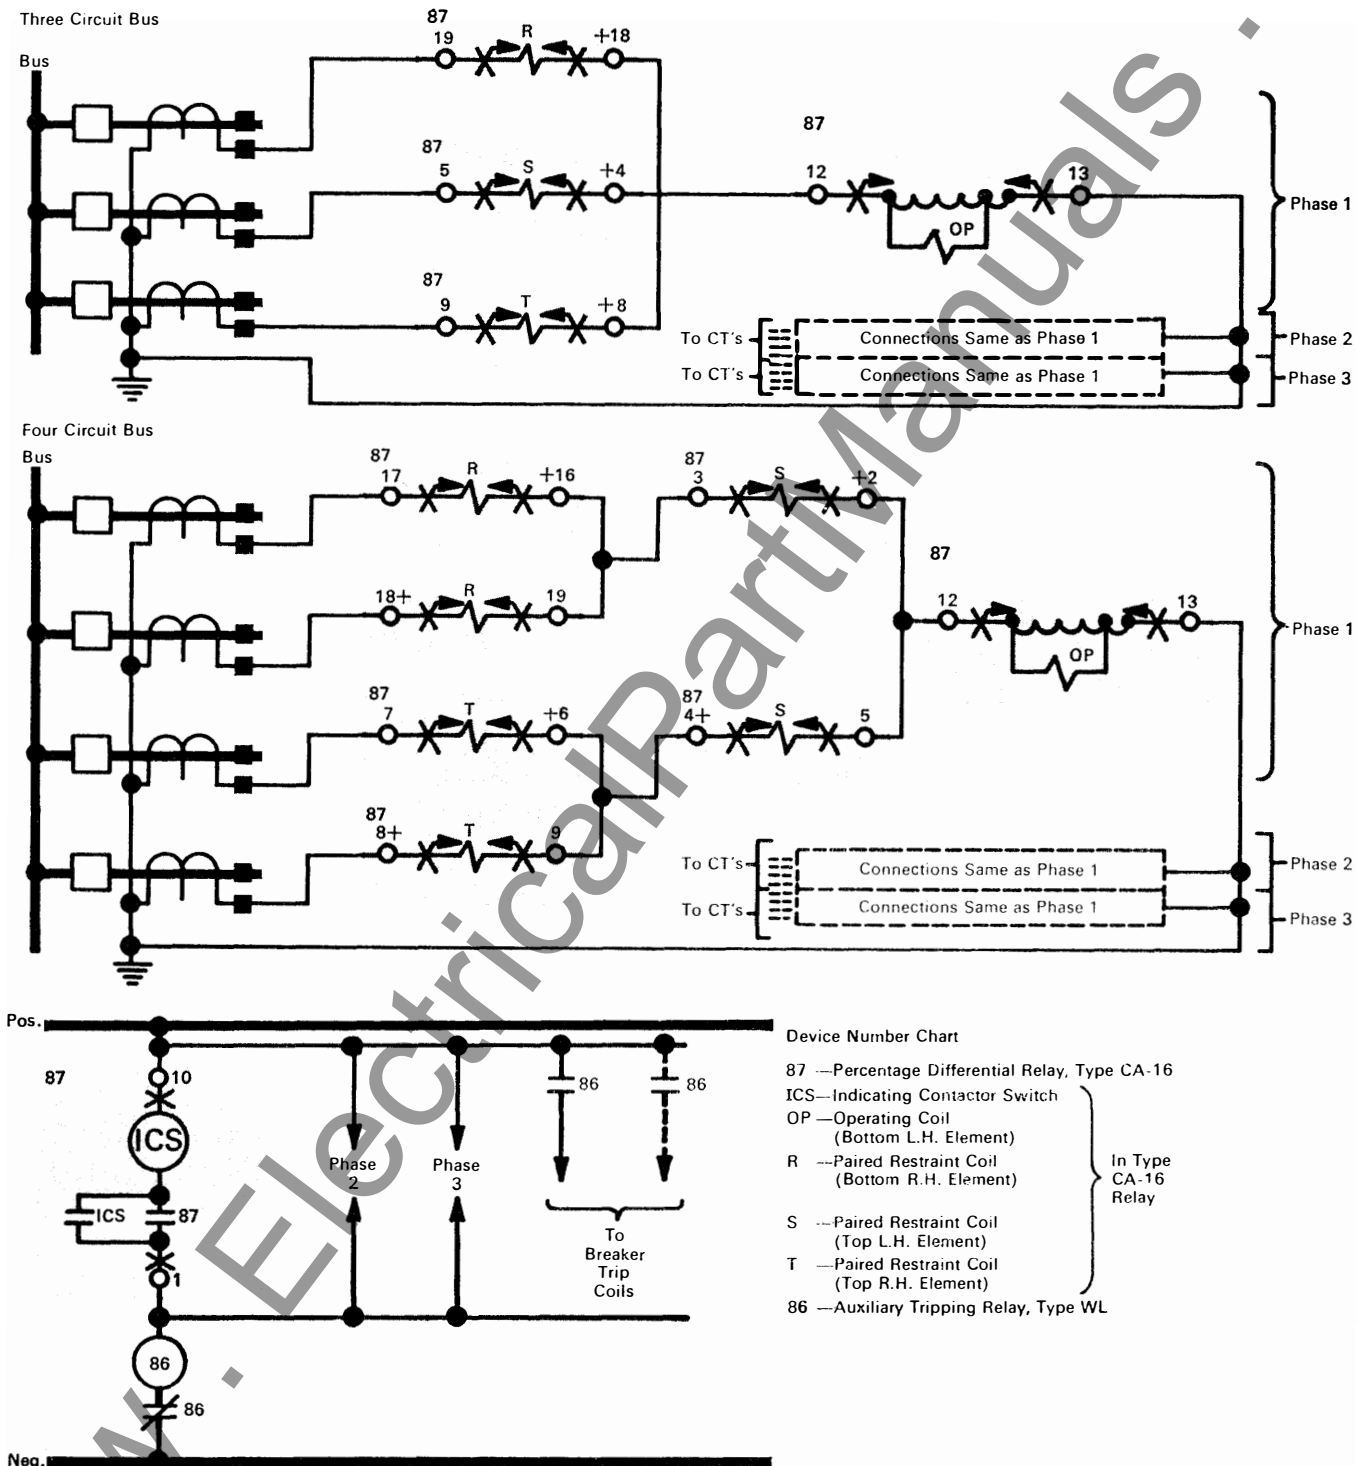 Three Circuit Bus
Bus
87
19 R +18
87
5 S +4
87
9 T +8
87
12 13
OP
Phase 1
To CT's Connections Same as Phase 1 Phase 2
To CT's Connections Same as Phase 1 Phase 3
Four Circuit Bus
Bus
87
17 R +16
87
3 S +2
18+ R 19
87
12 13
OP
Phase 1
87
7 T +6
87
4+ S 5
87
8+ T 9
To CT's Connections Same as Phase 1 Phase 2
To CT's Connections Same as Phase 1 Phase 3
Pos.
87 10
ICS
ICS 87
1
86
86
Neg.
Phase
2
Phase
3
86 86
To
Breaker
Trip
Coils
Device Number Chart
87 —Percentage Differential Relay, Type CA-16
ICS—Indicating Contactor Switch
OP —Operating Coil
(Bottom L.H. Element)
R —Paired Restraint Coil
(Bottom R.H. Element)
S —Paired Restraint Coil
(Top L.H. Element)
T —Paired Restraint Coil
(Top R.H. Element)
In Type
CA-16
Relay
86 —Auxiliary Tripping Relay, Type WL
w . ElectricalPartManuals .